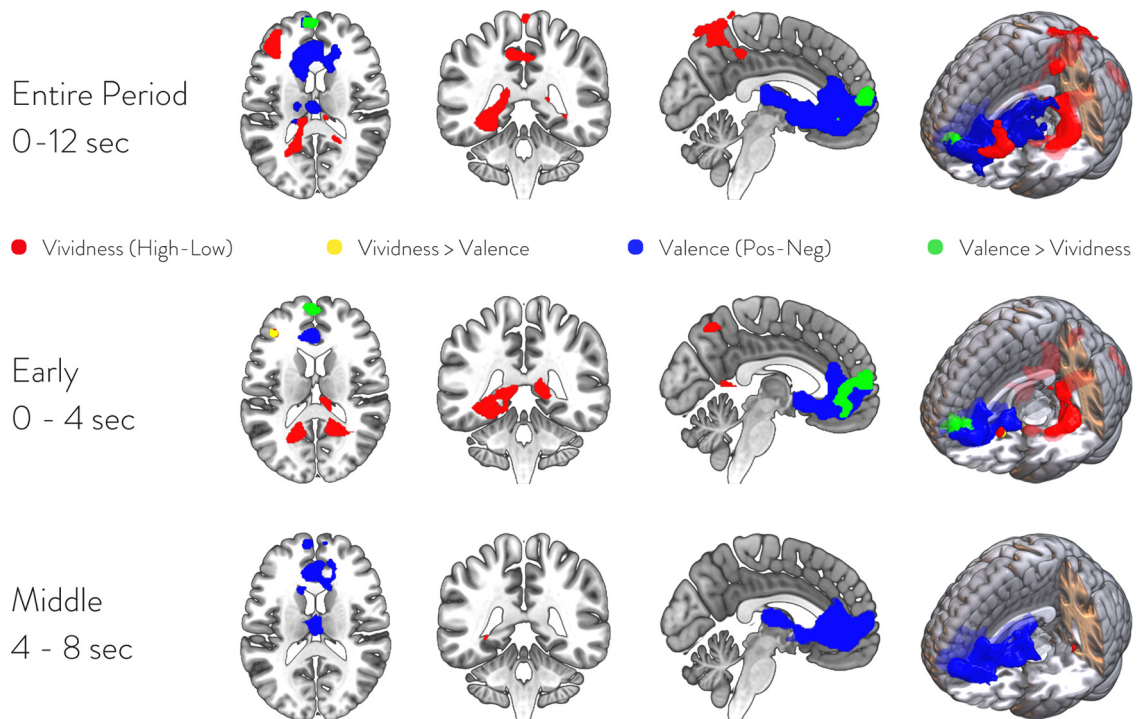 Entire Period
0-12 sec
Vividness (High-Low)
Vividness > Valence
Valence (Pos-Neg)
Valence > Vividness
Early
0 - 4 sec
Middle
4 - 8 sec